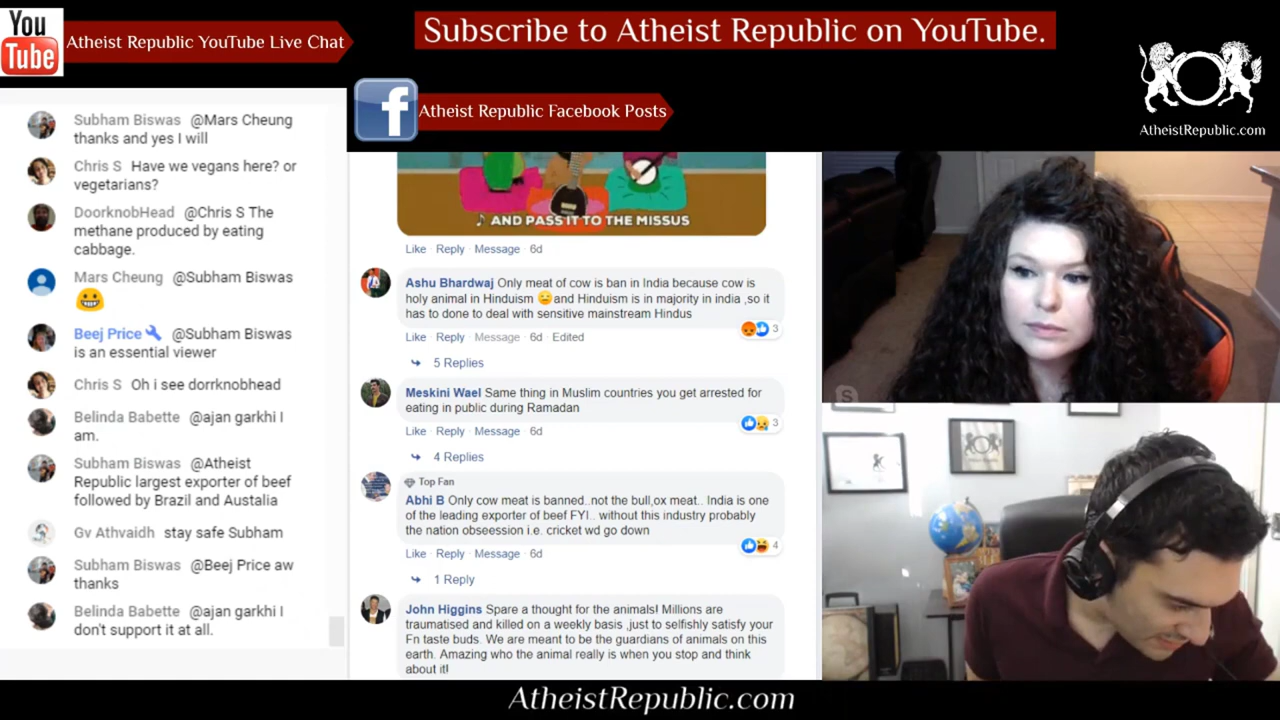 You
Tube
Atheist Republic YouTube Live Chat
Subscribe to Atheist Republic on YouTube.
f
Atheist Republic Facebook Posts
AtheistRepublic.com
Subham Biswas @Mars Cheung
thanks and yes I will
Chris S Have we vegans here? or
vegetarians?
DoorknobHead @Chris S The
methane produced by eating
cabbage.
Mars Cheung @Subham Biswas
Beej Price @Subham Biswas
is an essential viewer
Chris S Oh i see dorrknobhead
Belinda Babette @ajan garkhi I
am.
Subham Biswas @Atheist
Republic largest exporter of beef
followed by Brazil and Austalia
Gv Athvaidh stay safe Subham
Subham Biswas @Beej Price aw
thanks
Belinda Babette @ajan garkhi I
don't support it at all.
♪ AND PASS IT TO THE MISSUS
Like · Reply · Message · 6d
Ashu Bhardwaj Only meat of cow is ban in India because cow is
holy animal in Hinduism 😑 and Hinduism is in majority in india ,so it
has to done to deal with sensitive mainstream Hindus
3
Like · Reply · Message · 6d · Edited
5 Replies
Meskini Wael Same thing in Muslim countries you get arrested for
eating in public during Ramadan
3
Like · Reply · Message · 6d
4 Replies
Top Fan
Abhi B Only cow meat is banned..not the bull,ox meat.. India is one
of the leading exporter of beef FYI.. without this industry probably
the nation obseession i.e. cricket wd go down
4
Like · Reply · Message · 6d
1 Reply
John Higgins Spare a thought for the animals! Millions are
traumatised and killed on a weekly basis ,just to selfishly satisfy your
Fn taste buds. We are meant to be the guardians of animals on this
earth. Amazing who the animal really is when you stop and think
about it!
S
AtheistRepublic.com